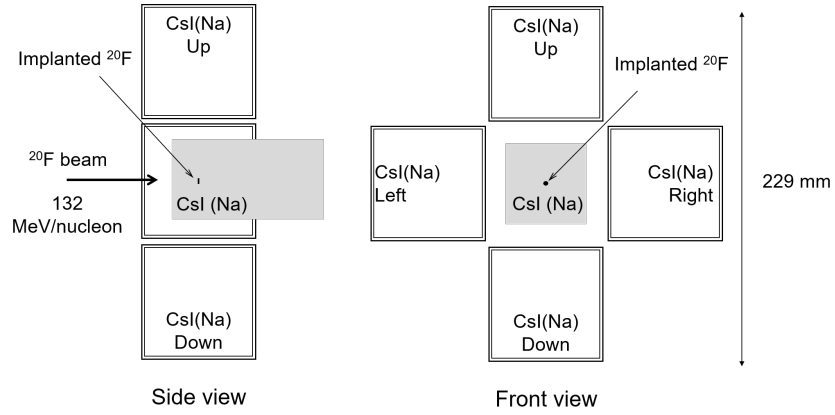 CsI(Na)
Up
Implanted ²⁰F
²⁰F beam
132
MeV/nucleon
CsI (Na)
CsI(Na)
Down
Side view
CsI(Na)
Up
Implanted ²⁰F
CsI(Na)
Left
CsI (Na)
CsI(Na)
Right
229 mm
CsI(Na)
Down
Front view